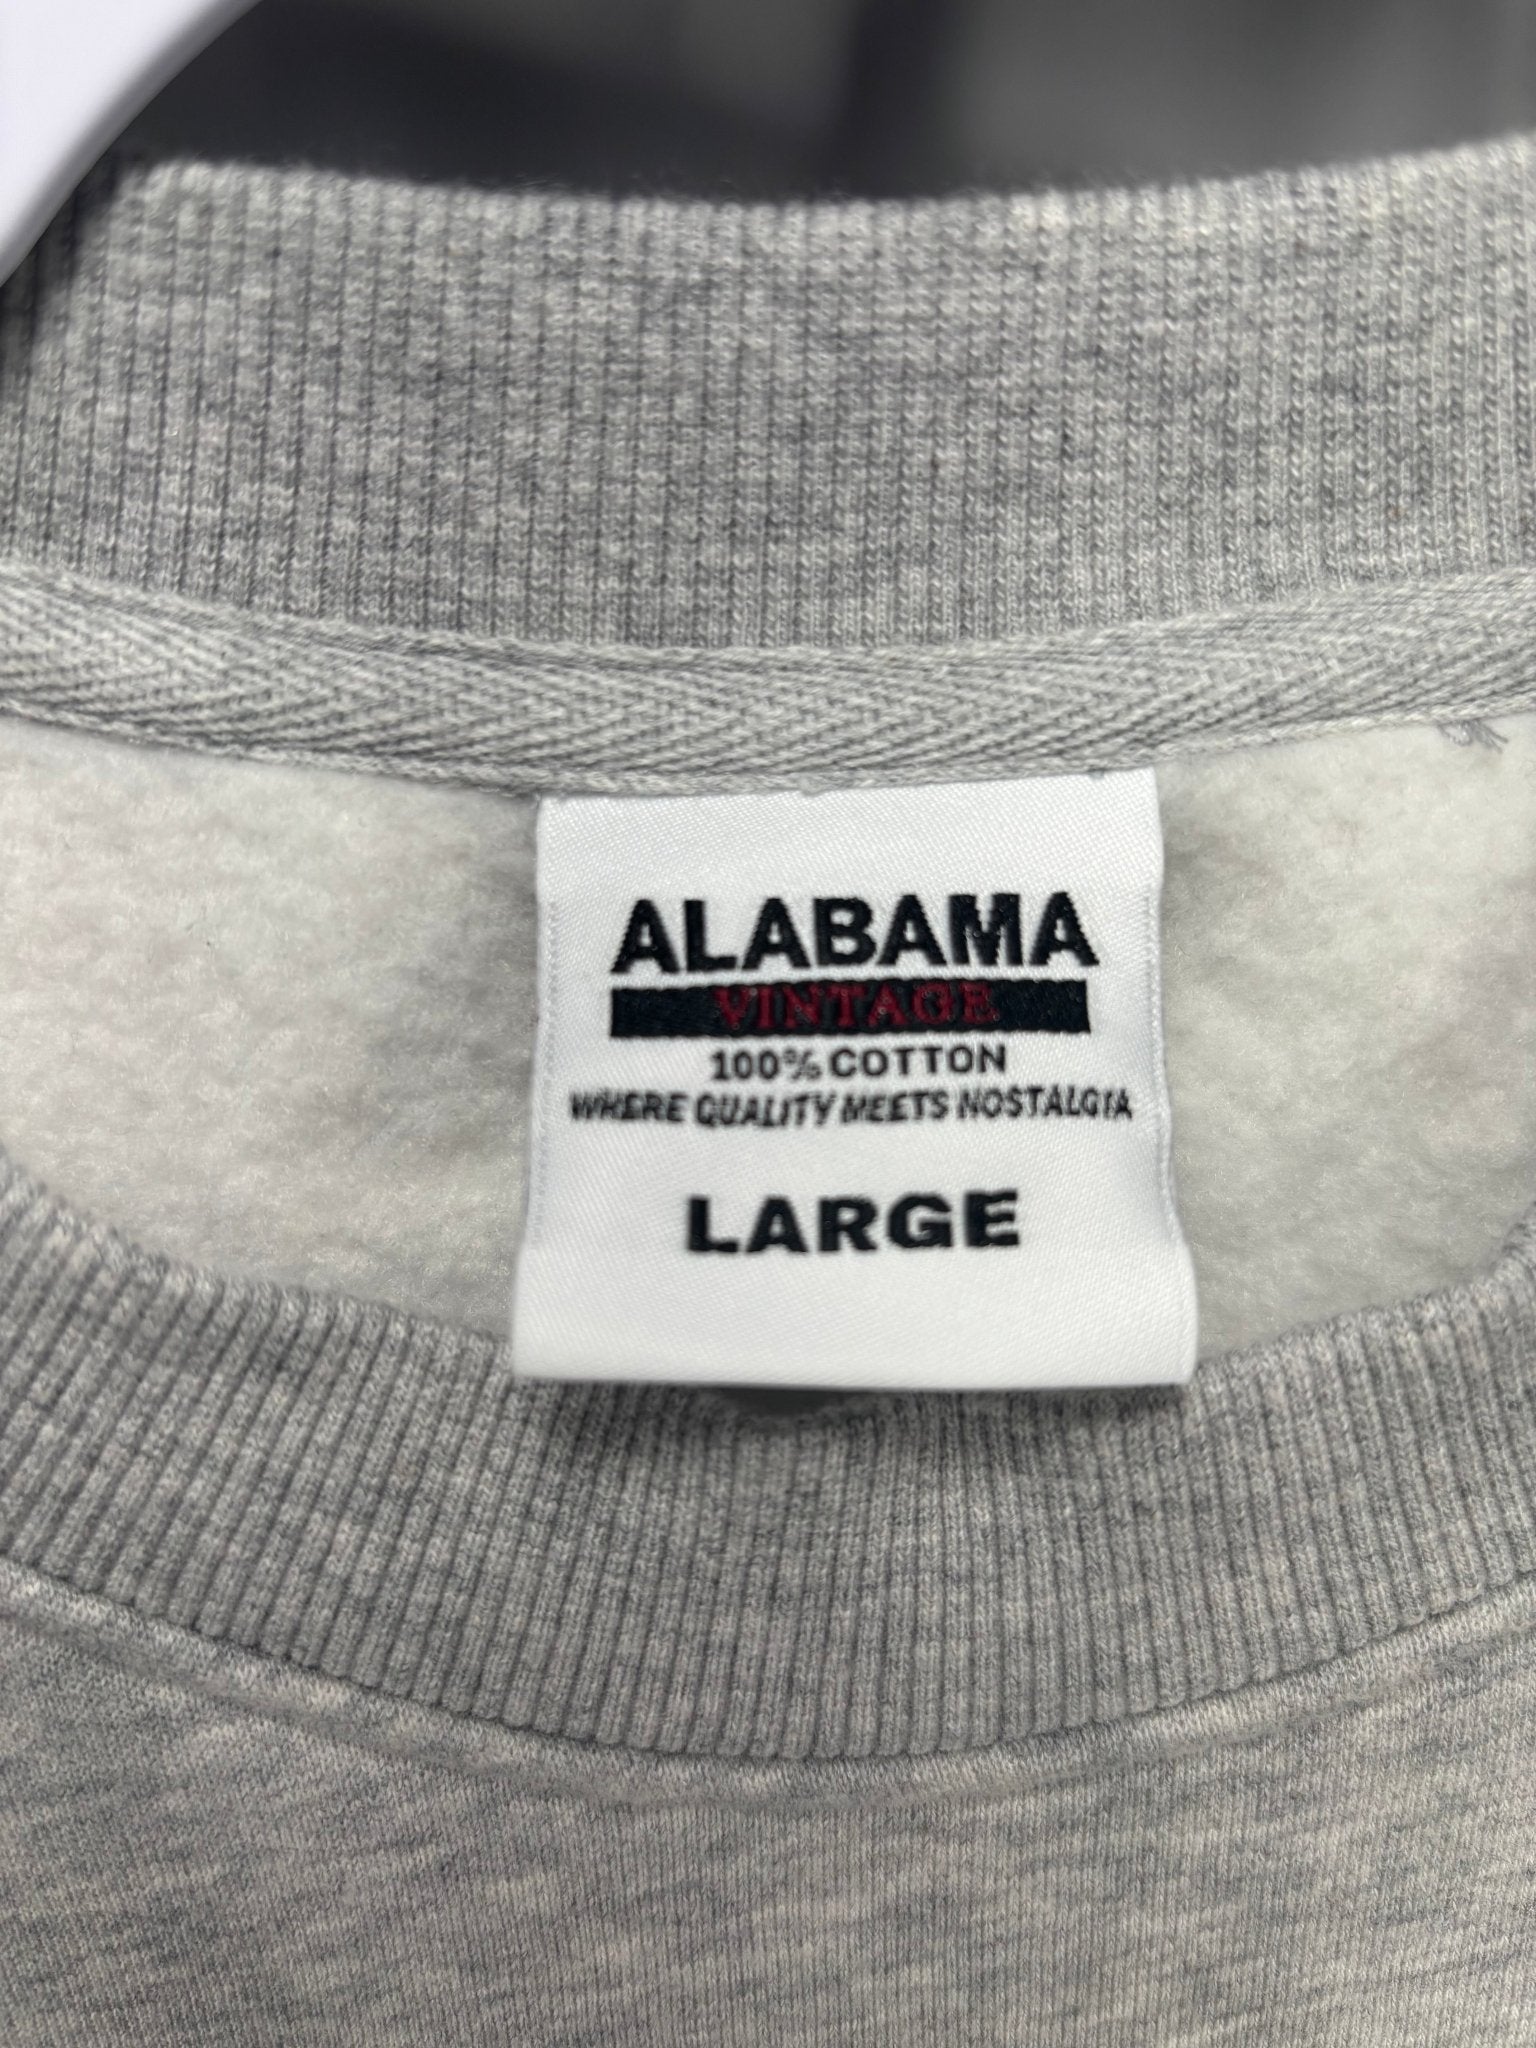 ALABAMA
VINTAGE
100% COTTON
WHERE QUALITY MEETS NOSTALGIA
LARGE